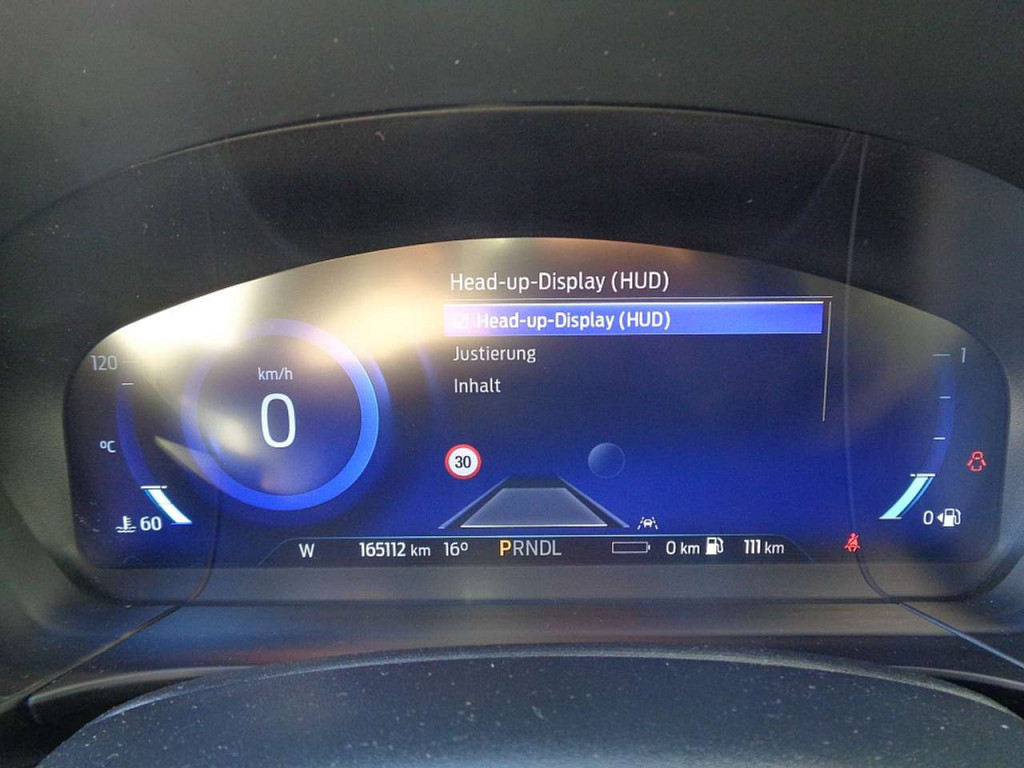 Head-up-Display (HUD)
Head-up-Display (HUD)
Justierung
Inhalt
120
°C
60
km/h
0
30
1
0
W 165112 km 16° PRNDL 0 km 111 km